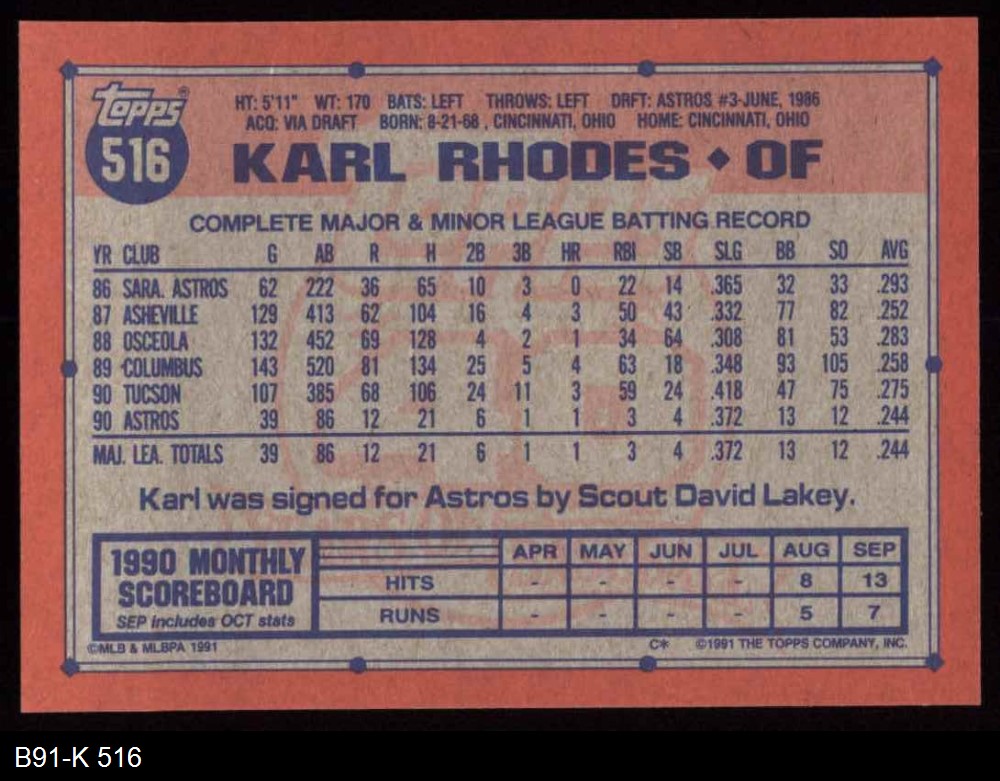 topps®
516
HT: 5'11" WT: 170 BATS: LEFT THROWS: LEFT DRFT: ASTROS #3-JUNE, 1986
ACQ: VIA DRAFT BORN: 8-21-68 , CINCINNATI, OHIO HOME: CINCINNATI, OHIO
KARL RHODES ♦ OF
COMPLETE MAJOR & MINOR LEAGUE BATTING RECORD
YR CLUB G AB R H 2B 3B HR RBI SB SLG BB SO AVG
86 SARA. ASTROS 62 222 36 65 10 3 0 22 14 .365 32 33 .293
87 ASHEVILLE 129 413 62 104 16 4 3 50 43 .332 77 82 .252
88 OSCEOLA 132 452 69 128 4 2 1 34 64 .308 81 53 .283
89 COLUMBUS 143 520 81 134 25 5 4 63 18 .348 93 105 .258
90 TUCSON 107 385 68 106 24 11 3 59 24 .418 47 75 .275
90 ASTROS 39 86 12 21 6 1 1 3 4 .372 13 12 .244
MAJ. LEA. TOTALS 39 86 12 21 6 1 1 3 4 .372 13 12 .244
Karl was signed for Astros by Scout David Lakey.
1990 MONTHLY
SCOREBOARD
SEP includes OCT stats
APR MAY JUN JUL AUG SEP
HITS - - - - 8 13
RUNS - - - - 5 7
©MLB & MLBPA 1991 C* ©1991 THE TOPPS COMPANY, INC.
B91-K 516